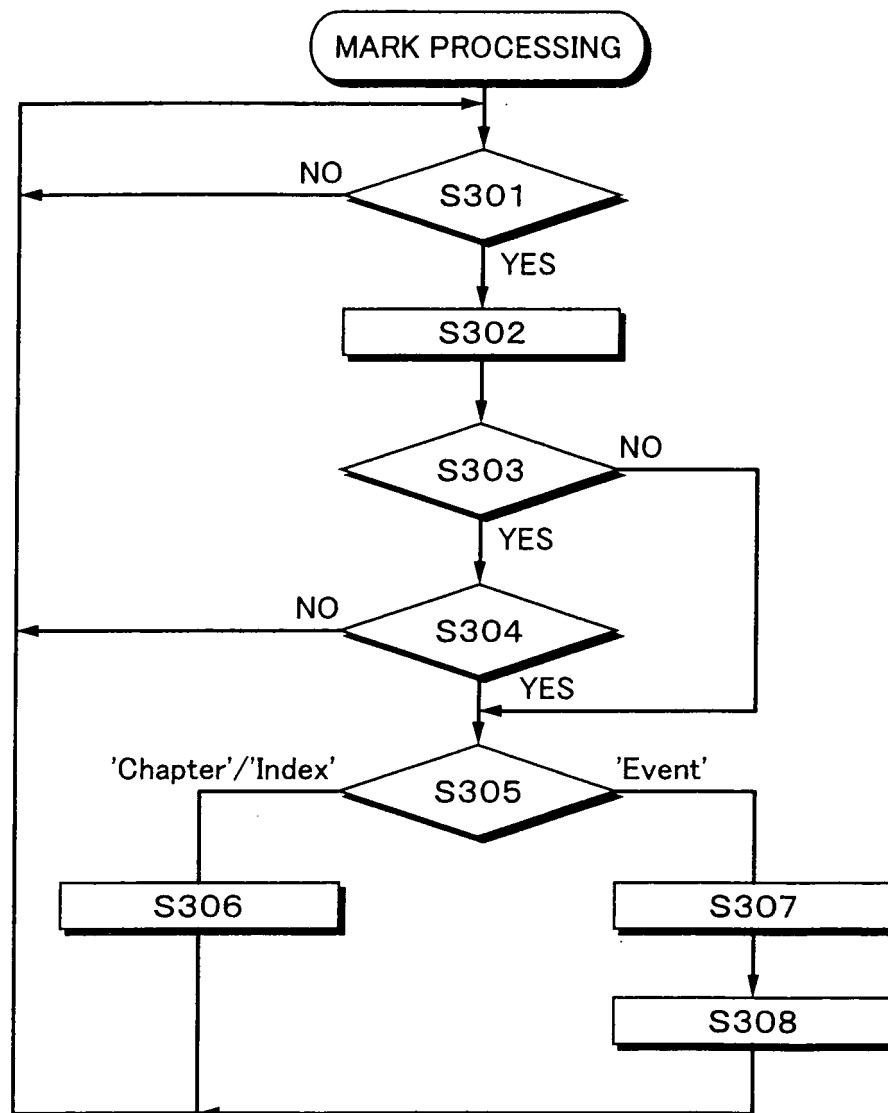 MARK PROCESSING
NO
S301
YES
S302
S303
NO
YES
NO
S304
YES
'Chapter'/'Index'
S305
'Event'
S306
S307
S308